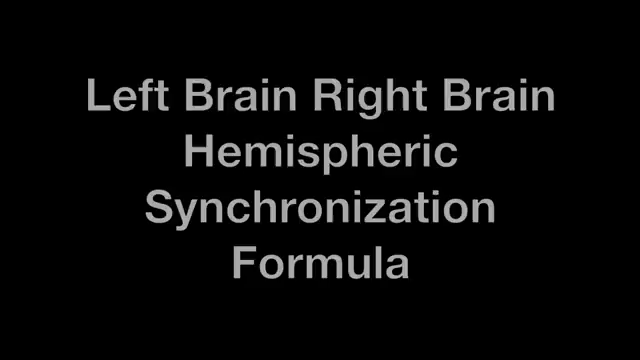 Left Brain Right Brain
Hemispheric
Synchronization
Formula